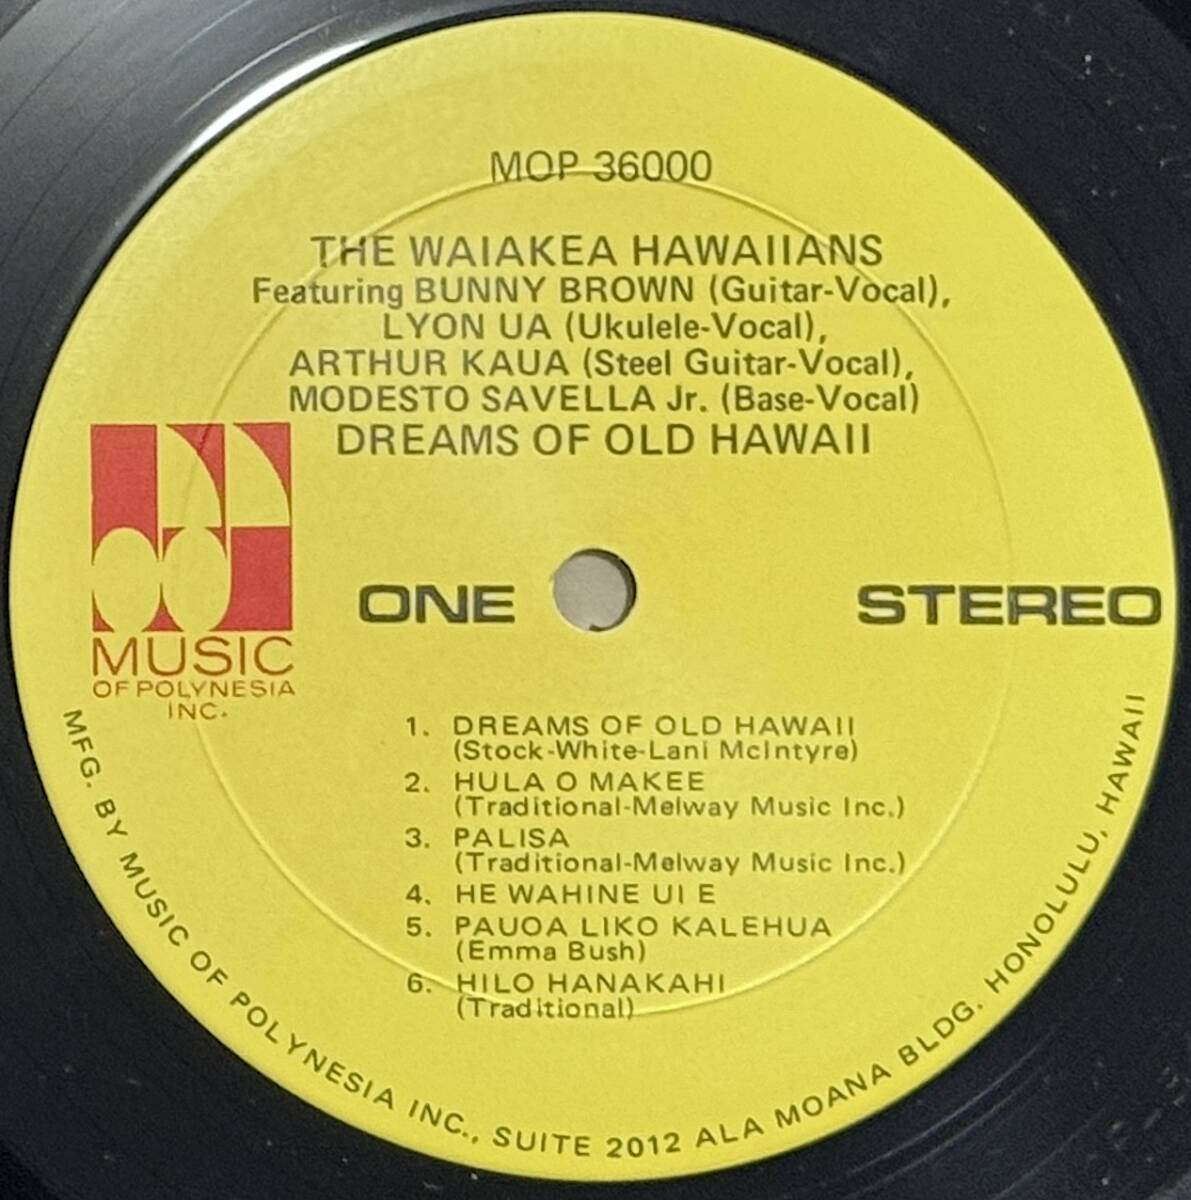 MOP 36000
THE WAIAKEA HAWAIIANS
Featuring BUNNY BROWN (Guitar-Vocal),
LYON UA (Ukulele-Vocal),
ARTHUR KAUA (Steel Guitar-Vocal),
MODESTO SAVELLA Jr. (Base-Vocal)
DREAMS OF OLD HAWAII
MUSIC
OF POLYNESIA
INC.
ONE
STEREO
1. DREAMS OF OLD HAWAII
(Stock-White-Lani McIntyre)
2. HULA O MAKEE
(Traditional-Melway Music Inc.)
3. PALISA
(Traditional-Melway Music Inc.)
4. HE WAHINE UI E
5. PAUOA LIKO KALEHUA
(Emma Bush)
6. HILO HANAKAHI
(Traditional)
MFG. BY MUSIC OF POLYNESIA INC., SUITE 2012 ALA MOANA BLDG. HONOLULU, HAWAII